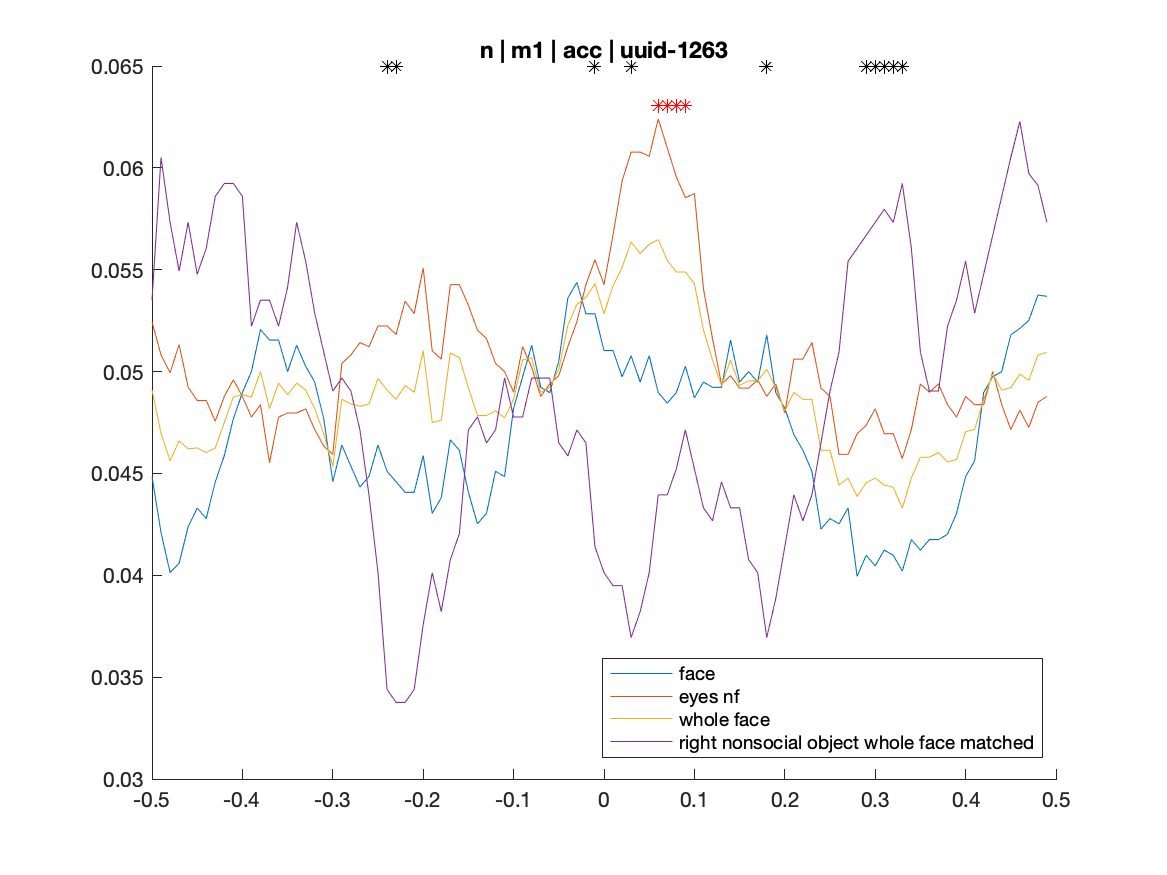 n | m1 | acc | uuid-1263
0.065
0.06
0.055
0.05
0.045
0.04
0.035
0.03
-0.5 -0.4 -0.3 -0.2 -0.1 0 0.1 0.2 0.3 0.4 0.5
face
eyes nf
whole face
right nonsocial object whole face matched